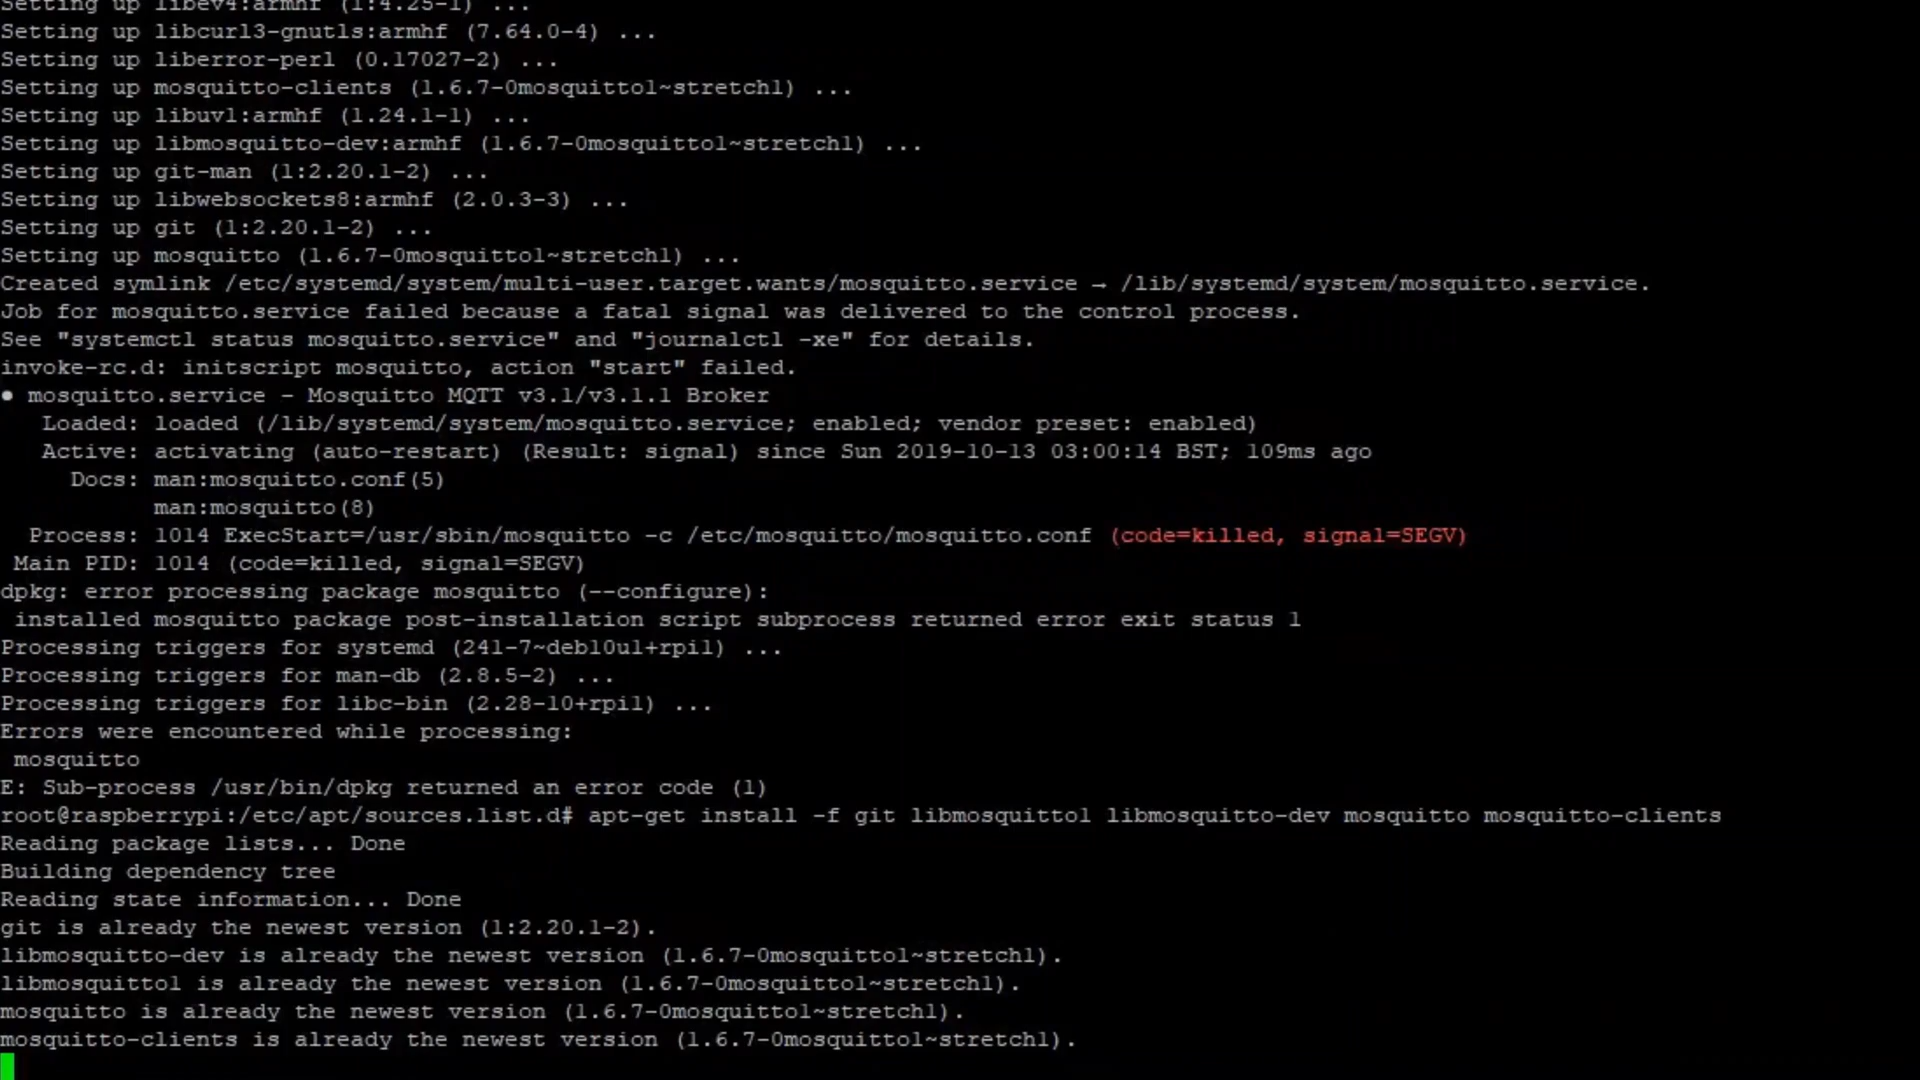 Setting up libev4:armhf (1:4.25-1) ...
Setting up libcurl3-gnutls:armhf (7.64.0-4) ...
Setting up liberror-perl (0.17027-2) ...
Setting up mosquitto-clients (1.6.7-0mosquitto1~stretch1) ...
Setting up libuv1:armhf (1.24.1-1) ...
Setting up libmosquitto-dev:armhf (1.6.7-0mosquitto1~stretch1) ...
Setting up git-man (1:2.20.1-2) ...
Setting up libwebsockets8:armhf (2.0.3-3) ...
Setting up git (1:2.20.1-2) ...
Setting up mosquitto (1.6.7-0mosquitto1~stretch1) ...
Created symlink /etc/systemd/system/multi-user.target.wants/mosquitto.service → /lib/systemd/system/mosquitto.service.
Job for mosquitto.service failed because a fatal signal was delivered to the control process.
See "systemctl status mosquitto.service" and "journalctl -xe" for details.
invoke-rc.d: initscript mosquitto, action "start" failed.
● mosquitto.service - Mosquitto MQTT v3.1/v3.1.1 Broker
Loaded: loaded (/lib/systemd/system/mosquitto.service; enabled; vendor preset: enabled)
Active: activating (auto-restart) (Result: signal) since Sun 2019-10-13 03:00:14 BST; 109ms ago
Docs: man:mosquitto.conf(5)
man:mosquitto(8)
Process: 1014 ExecStart=/usr/sbin/mosquitto -c /etc/mosquitto/mosquitto.conf (code=killed, signal=SEGV)
Main PID: 1014 (code=killed, signal=SEGV)
dpkg: error processing package mosquitto (--configure):
installed mosquitto package post-installation script subprocess returned error exit status 1
Processing triggers for systemd (241-7~deb10u1+rpi1) ...
Processing triggers for man-db (2.8.5-2) ...
Processing triggers for libc-bin (2.28-10+rpi1) ...
Errors were encountered while processing:
mosquitto
E: Sub-process /usr/bin/dpkg returned an error code (1)
root@raspberrypi:/etc/apt/sources.list.d# apt-get install -f git libmosquitto1 libmosquitto-dev mosquitto mosquitto-clients
Reading package lists... Done
Building dependency tree
Reading state information... Done
git is already the newest version (1:2.20.1-2).
libmosquitto-dev is already the newest version (1.6.7-0mosquitto1~stretch1).
libmosquitto1 is already the newest version (1.6.7-0mosquitto1~stretch1).
mosquitto is already the newest version (1.6.7-0mosquitto1~stretch1).
mosquitto-clients is already the newest version (1.6.7-0mosquitto1~stretch1).